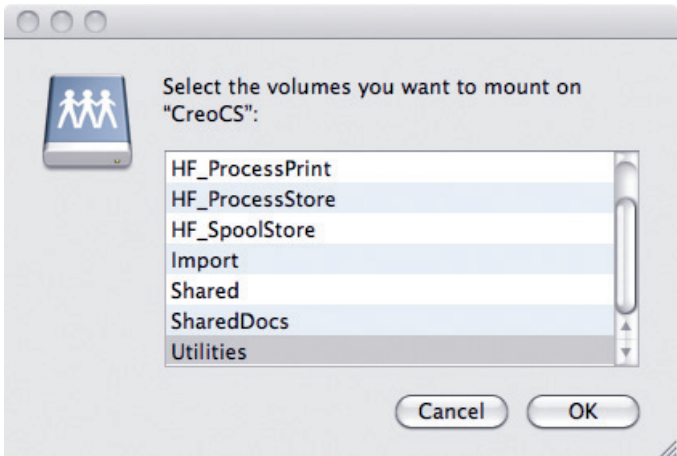 Select the volumes you want to mount on
“CreoCS”:
HF_ProcessPrint
HF_ProcessStore
HF_SpoolStore
Import
Shared
SharedDocs
Utilities
Cancel
OK